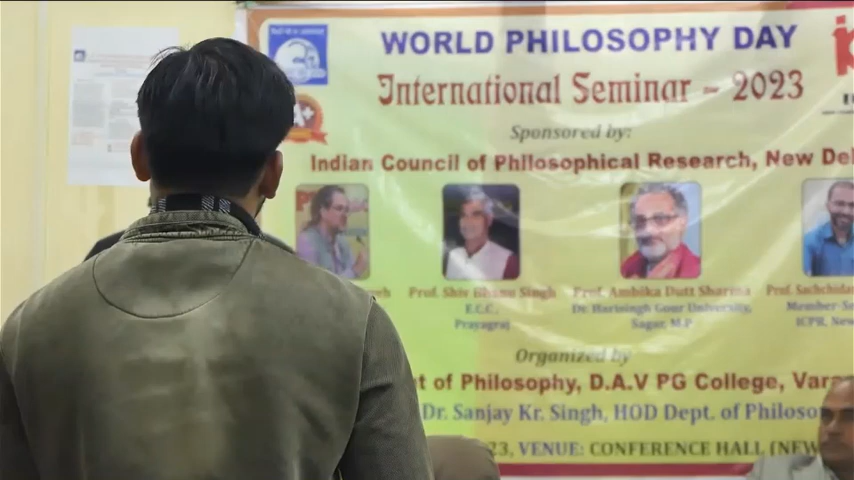 WORLD PHILOSOPHY DAY
International Seminar - 2023
Sponsored by:
Indian Council of Philosophical Research, New Del
Prof. Shiv Bhanu Singh
E.C.C.,
Prayagraj
Prof. Ambika Dutt Sharma
Dr. Harisingh Gour University,
Sagar, M.P
Prof.
Member-Se
ICPR, New
Organized by
t of Philosophy, D.A.V PG College, Vara
Dr. Sanjay Kr. Singh, HOD Dept. of Philoso
23, VENUE: CONFERENCE HALL (NEW
A+